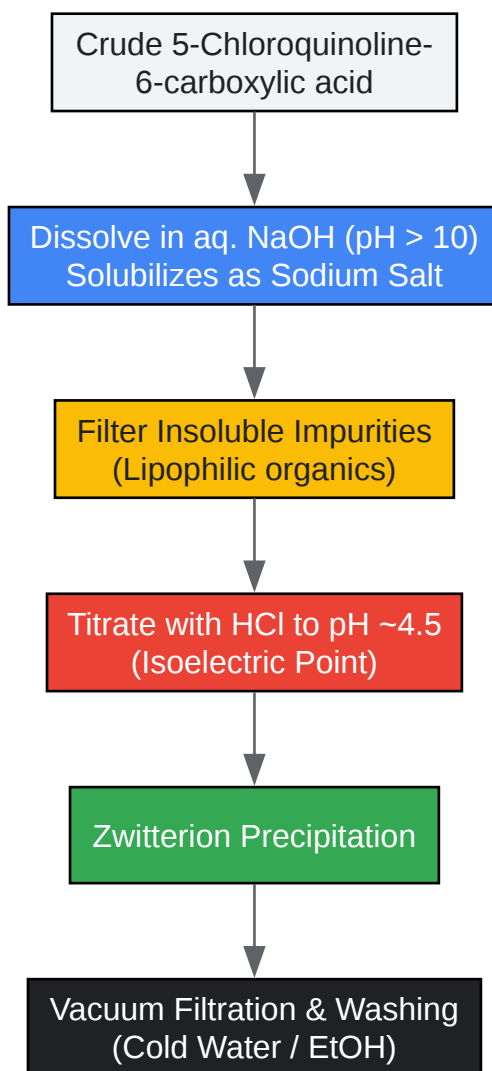 Crude 5-Chloroquinoline-
6-carboxylic acid
Dissolve in aq. NaOH (pH > 10)
Solubilizes as Sodium Salt
Filter Insoluble Impurities
(Lipophilic organics)
Titrate with HCl to pH ~4.5
(Isoelectric Point)
Zwitterion Precipitation
Vacuum Filtration & Washing
(Cold Water / EtOH)